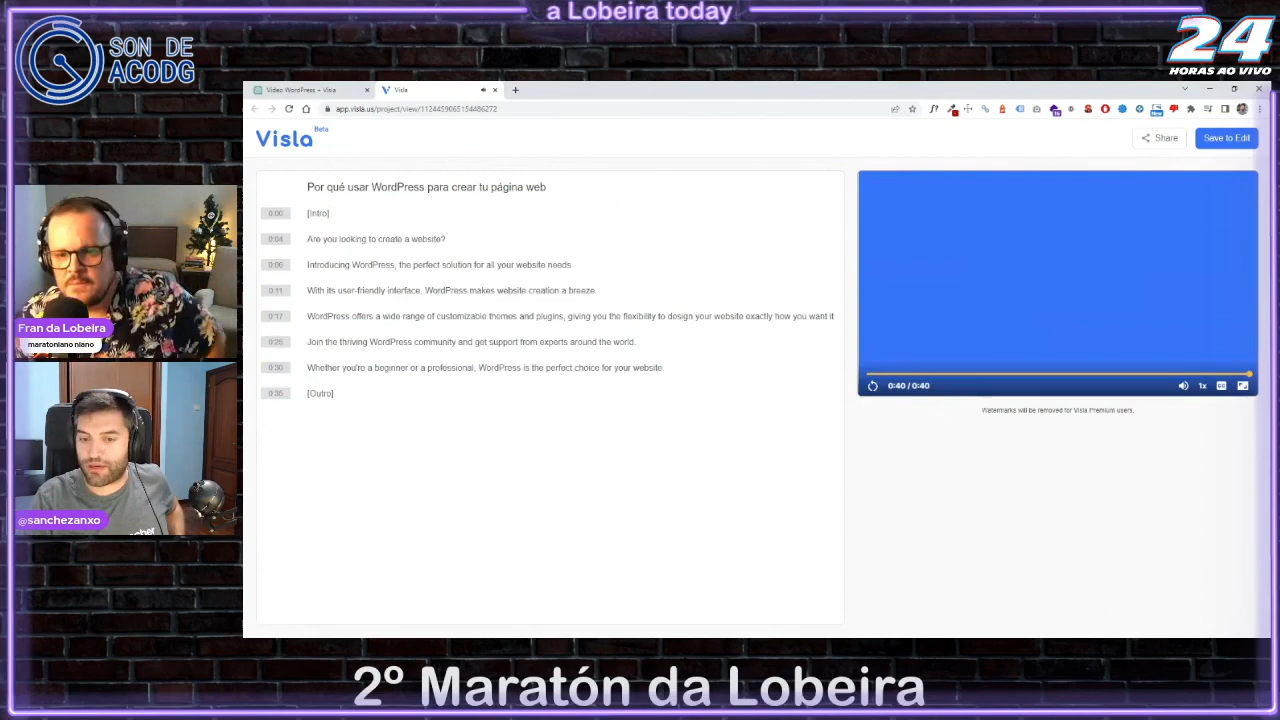 a Lobeira today
SON DE
ACODG
24
HORAS AO VIVO
Video WordPress + Visla
Visla
app.visla.us/project/view/1124459065154486272
Visla
Beta
Share
Save to Edit
Por qué usar WordPress para crear tu página web
0:00 [Intro]
0:04 Are you looking to create a website?
0:06 Introducing WordPress, the perfect solution for all your website needs
0:11 With its user-friendly interface, WordPress makes website creation a breeze.
0:17 WordPress offers a wide range of customizable themes and plugins, giving you the flexibility to design your website exactly how you want it
Join the thriving WordPress community and get support from experts around the world.
0:30 Whether you're a beginner or a professional, WordPress is the perfect choice for your website.
[Outro]
0:40 / 0:40
1x
CC
Watermarks will be removed for Visla Premium users.
Fran da Lobeira
maratoniano niano
@sanchezanxo
2º Maratón da Lobeira